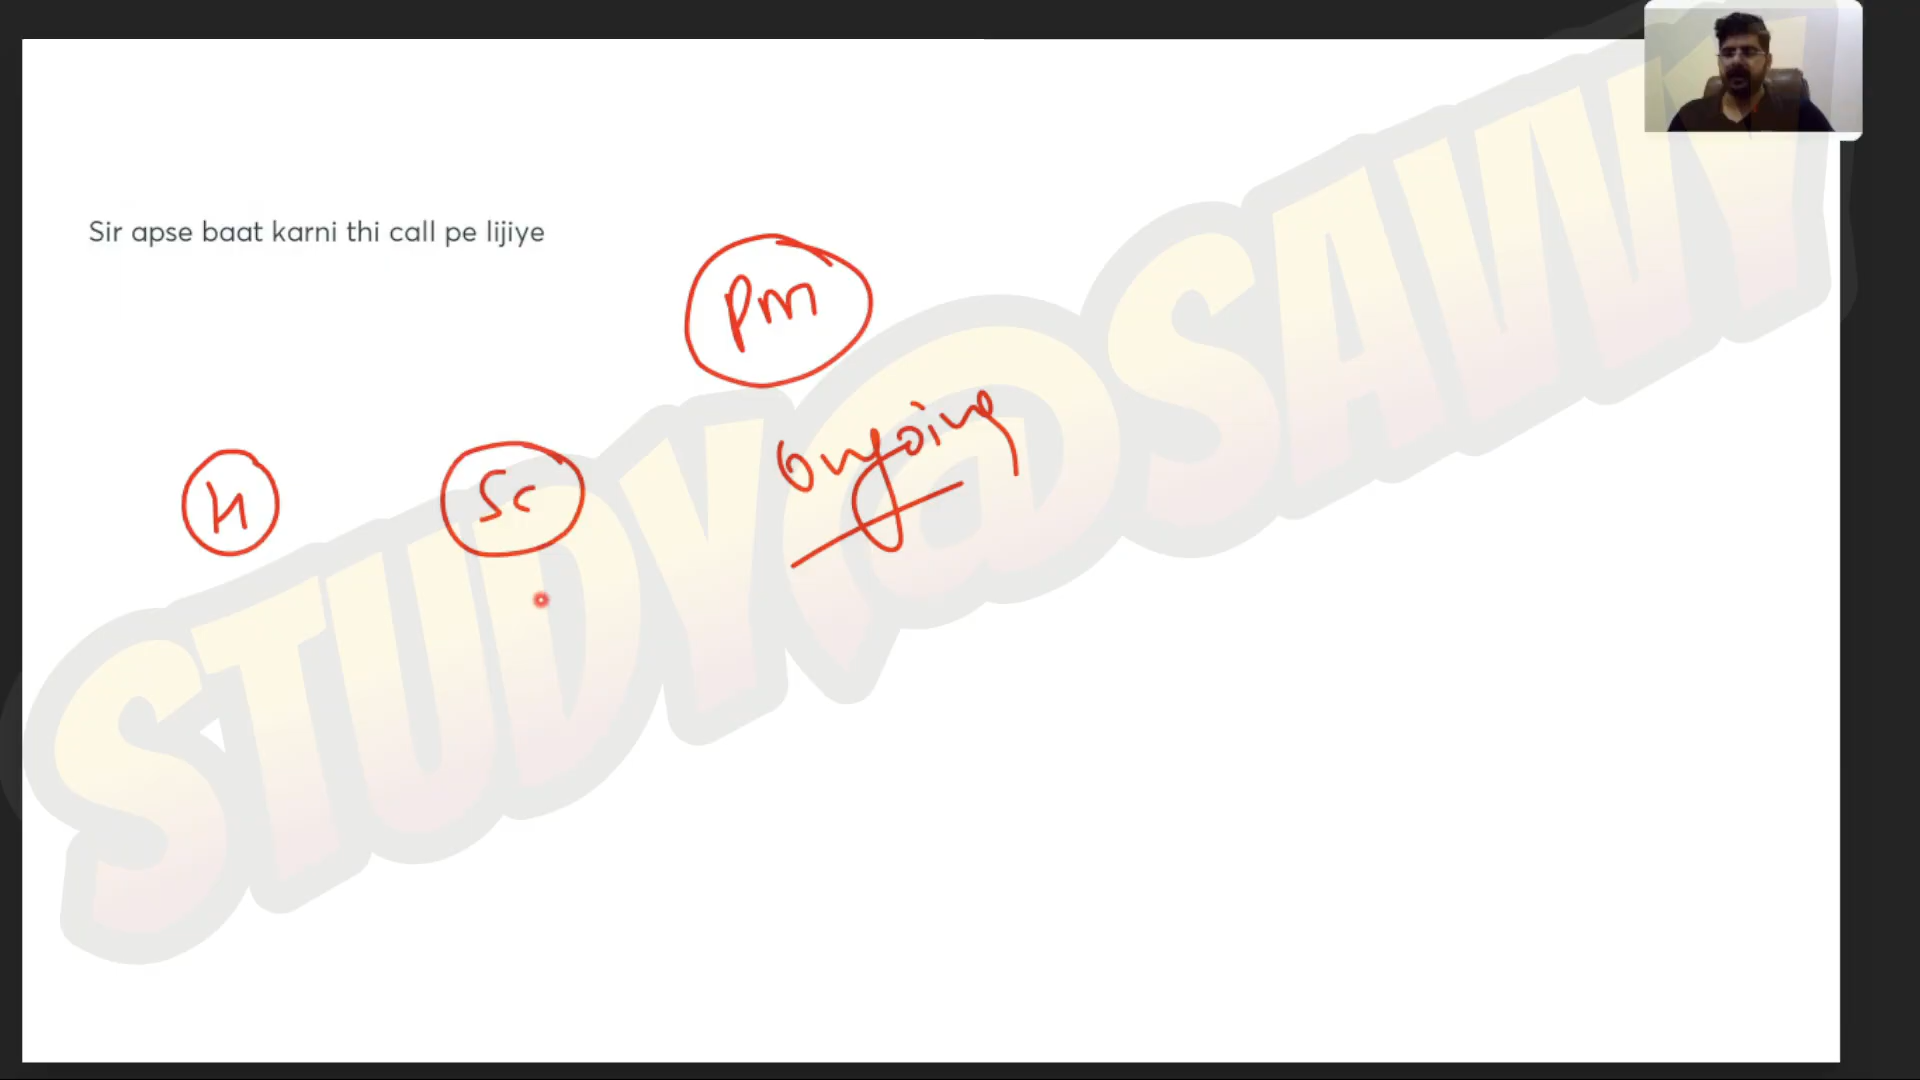 Sir apse baat karni thi call pe lijiye
PM
Ongoing
H
Sc
STUDY@SAVVY